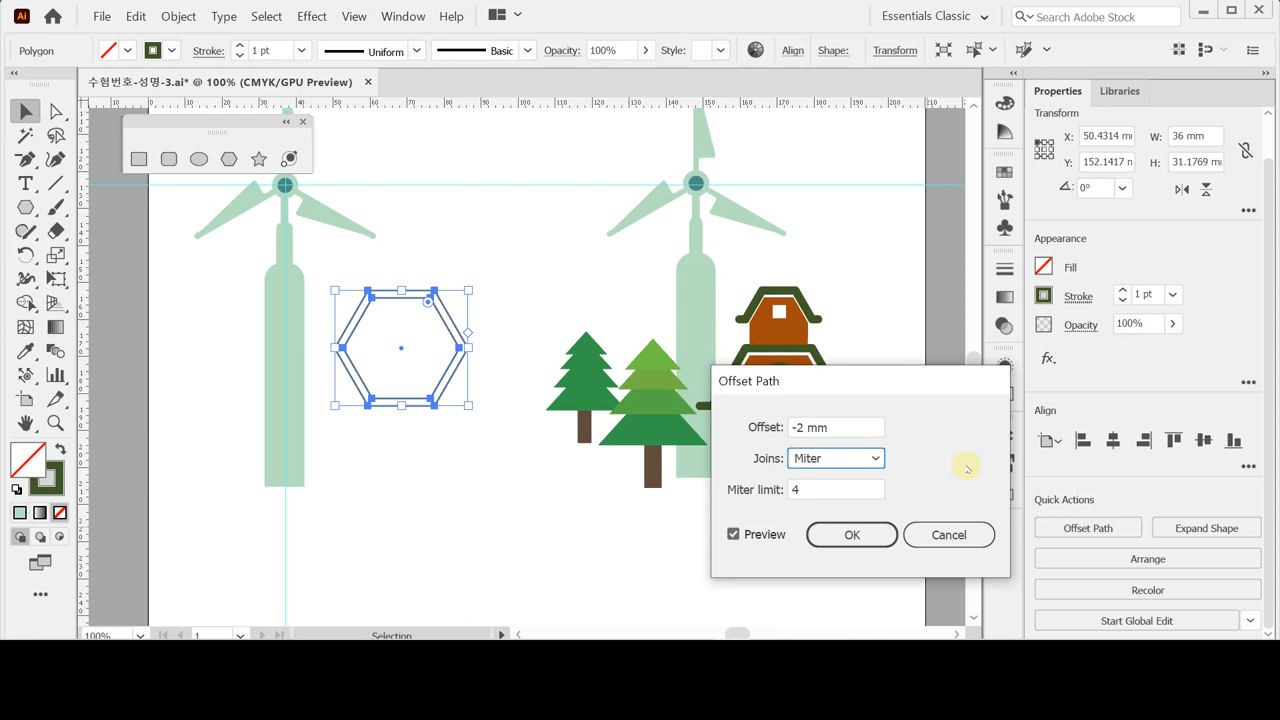 Ai File Edit Object Type Select Effect View Window Help Essentials Classic Search Adobe Stock
Polygon Stroke: 1 pt Uniform Basic Opacity: 100% Style: Align Shape: Transform
수험번호-성명-3.ai* @ 100% (CMYK/GPU Preview)
Properties Libraries
Transform
X: 50.4314 m W: 36 mm
Y: 152.1417 H: 31.1769 m
0°
Appearance
Fill
Stroke 1 pt
Opacity 100%
fx.
Align
Quick Actions
Offset Path Expand Shape
Arrange
Recolor
Start Global Edit
Offset Path
Offset: -2 mm
Joins: Miter
Miter limit: 4
Preview OK Cancel
100% 1 Selection